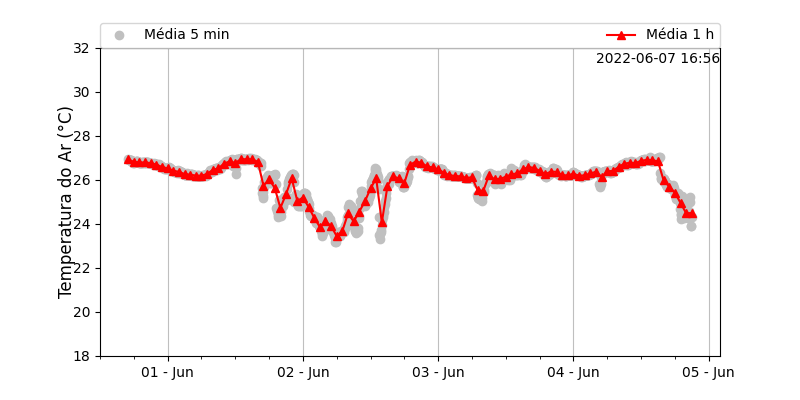 Média 5 min
Média 1 h
2022-06-07 16:56
Temperatura do Ar (°C)
32
30
28
26
24
22
20
18
01 - Jun
02 - Jun
03 - Jun
04 - Jun
05 - Jun